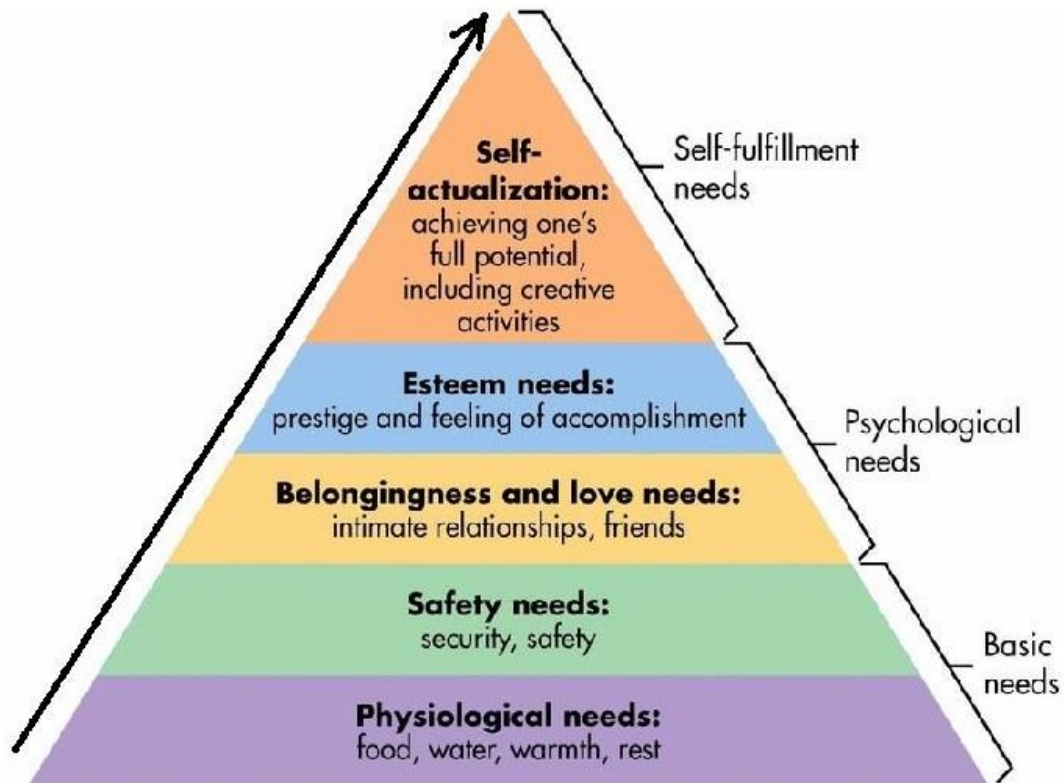 Self-
actualization:
achieving one's
full potential,
including creative
activities
Self-fulfillment
needs
Esteem needs:
prestige and feeling of accomplishment
Psychological
needs
Belongingness and love needs:
intimate relationships, friends
Safety needs:
security, safety
Basic
needs
Physiological needs:
food, water, warmth, rest